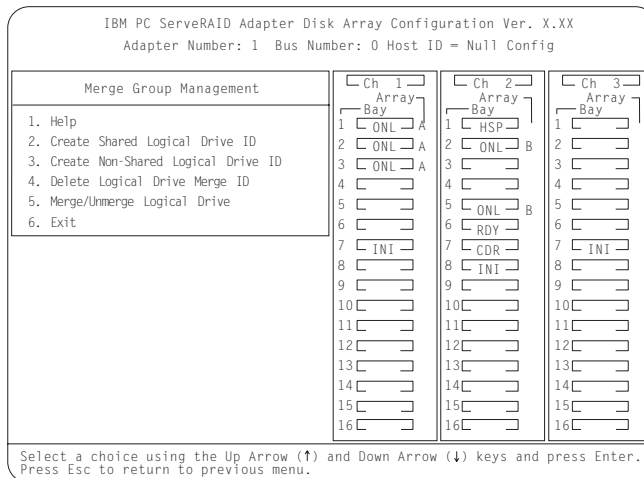 IBM PC ServeRAID Adapter Disk Array Configuration Ver. X.XX
Adapter Number: 1 Bus Number: 0 Host ID = Null Config
Merge Group Management
1. Help
2. Create Shared Logical Drive ID
3. Create Non-Shared Logical Drive ID
4. Delete Logical Drive Merge ID
5. Merge/Unmerge Logical Drive
6. Exit
Ch 1
Array
Bay
1 ONL A
2 ONL A
3 ONL A
4
5
6
7 INI
8
9
10
11
12
13
14
15
16
Ch 2
Array
Bay
1 HSP
2 ONL B
3
4
5 ONL B
6 RDY
7 CDR
8 INI
9
10
11
12
13
14
15
16
Ch 3
Array
Bay
1
2
3
4
5
6
7 INI
8
9
10
11
12
13
14
15
16
Select a choice using the Up Arrow (↑) and Down Arrow (↓) keys and press Enter.
Press Esc to return to previous menu.